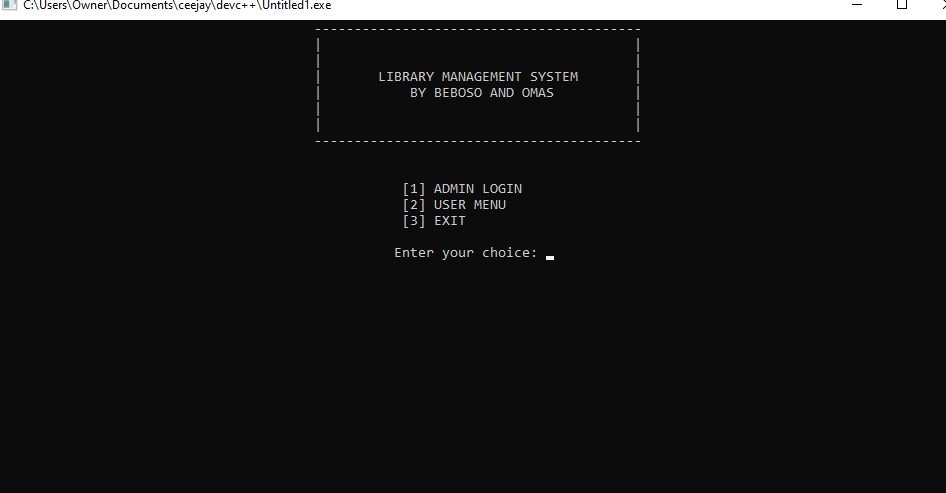 C:\Users\Owner\Documents\ceejay\devc++\Untitled1.exe
LIBRARY MANAGEMENT SYSTEM
BY BEBOSO AND OMAS
[1] ADMIN LOGIN
[2] USER MENU
[3] EXIT
Enter your choice: